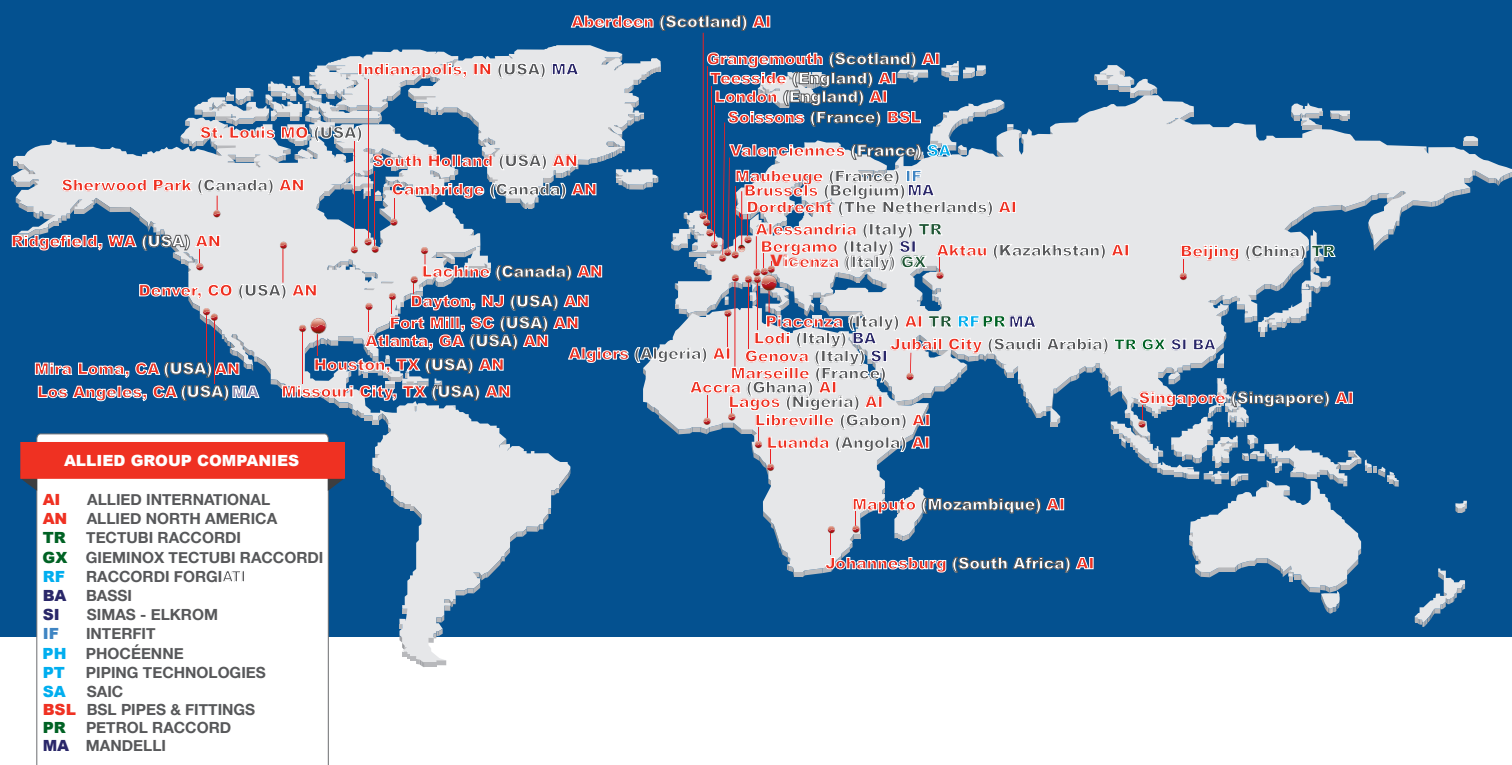 Aberdeen (Scotland) AI
Grangemouth (Scotland) AI
Indianapolis, IN (USA) MA
Teesside (England) AI
London (England) AI
Soissons (France) BSL
St. Louis MO (USA)
Valenciennes (France) SA
South Holland (USA) AN
Maubeuge (France) IF
Sherwood Park (Canada) AN
Cambridge (Canada) AN
Brussels (Belgium) MA
Dordrecht (The Netherlands) AI
Alessandria (Italy) TR
Ridgefield, WA (USA) AN
Bergamo (Italy) SI
Aktau (Kazakhstan) AI
Beijing (China) TR
Vicenza (Italy) GX
Lachine (Canada) AN
Denver, CO (USA) AN
Dayton, NJ (USA) AN
Fort Mill, SC (USA) AN
Piacenza (Italy) AI TR RF PR MA
Atlanta, GA (USA) AN
Lodi (Italy) BA
Jubail City (Saudi Arabia) TR GX SI BA
Algiers (Algeria) AI
Genova (Italy) SI
Mira Loma, CA (USA) AN
Houston, TX (USA) AN
Marseille (France)
Accra (Ghana) AI
Los Angeles, CA (USA) MA
Missouri City, TX (USA) AN
Lagos (Nigeria) AI
Singapore (Singapore) AI
Libreville (Gabon) AI
Luanda (Angola) AI
Maputo (Mozambique) AI
Johannesburg (South Africa) AI
ALLIED GROUP COMPANIES
AI ALLIED INTERNATIONAL
AN ALLIED NORTH AMERICA
TR TECTUBI RACCORDI
GX GIEMINOX TECTUBI RACCORDI
RF RACCORDI FORGIATI
BA BASSI
SI SIMAS - ELKROM
IF INTERFIT
PH PHOCÉENNE
PT PIPING TECHNOLOGIES
SA SAIC
BSL BSL PIPES & FITTINGS
PR PETROL RACCORD
MA MANDELLI